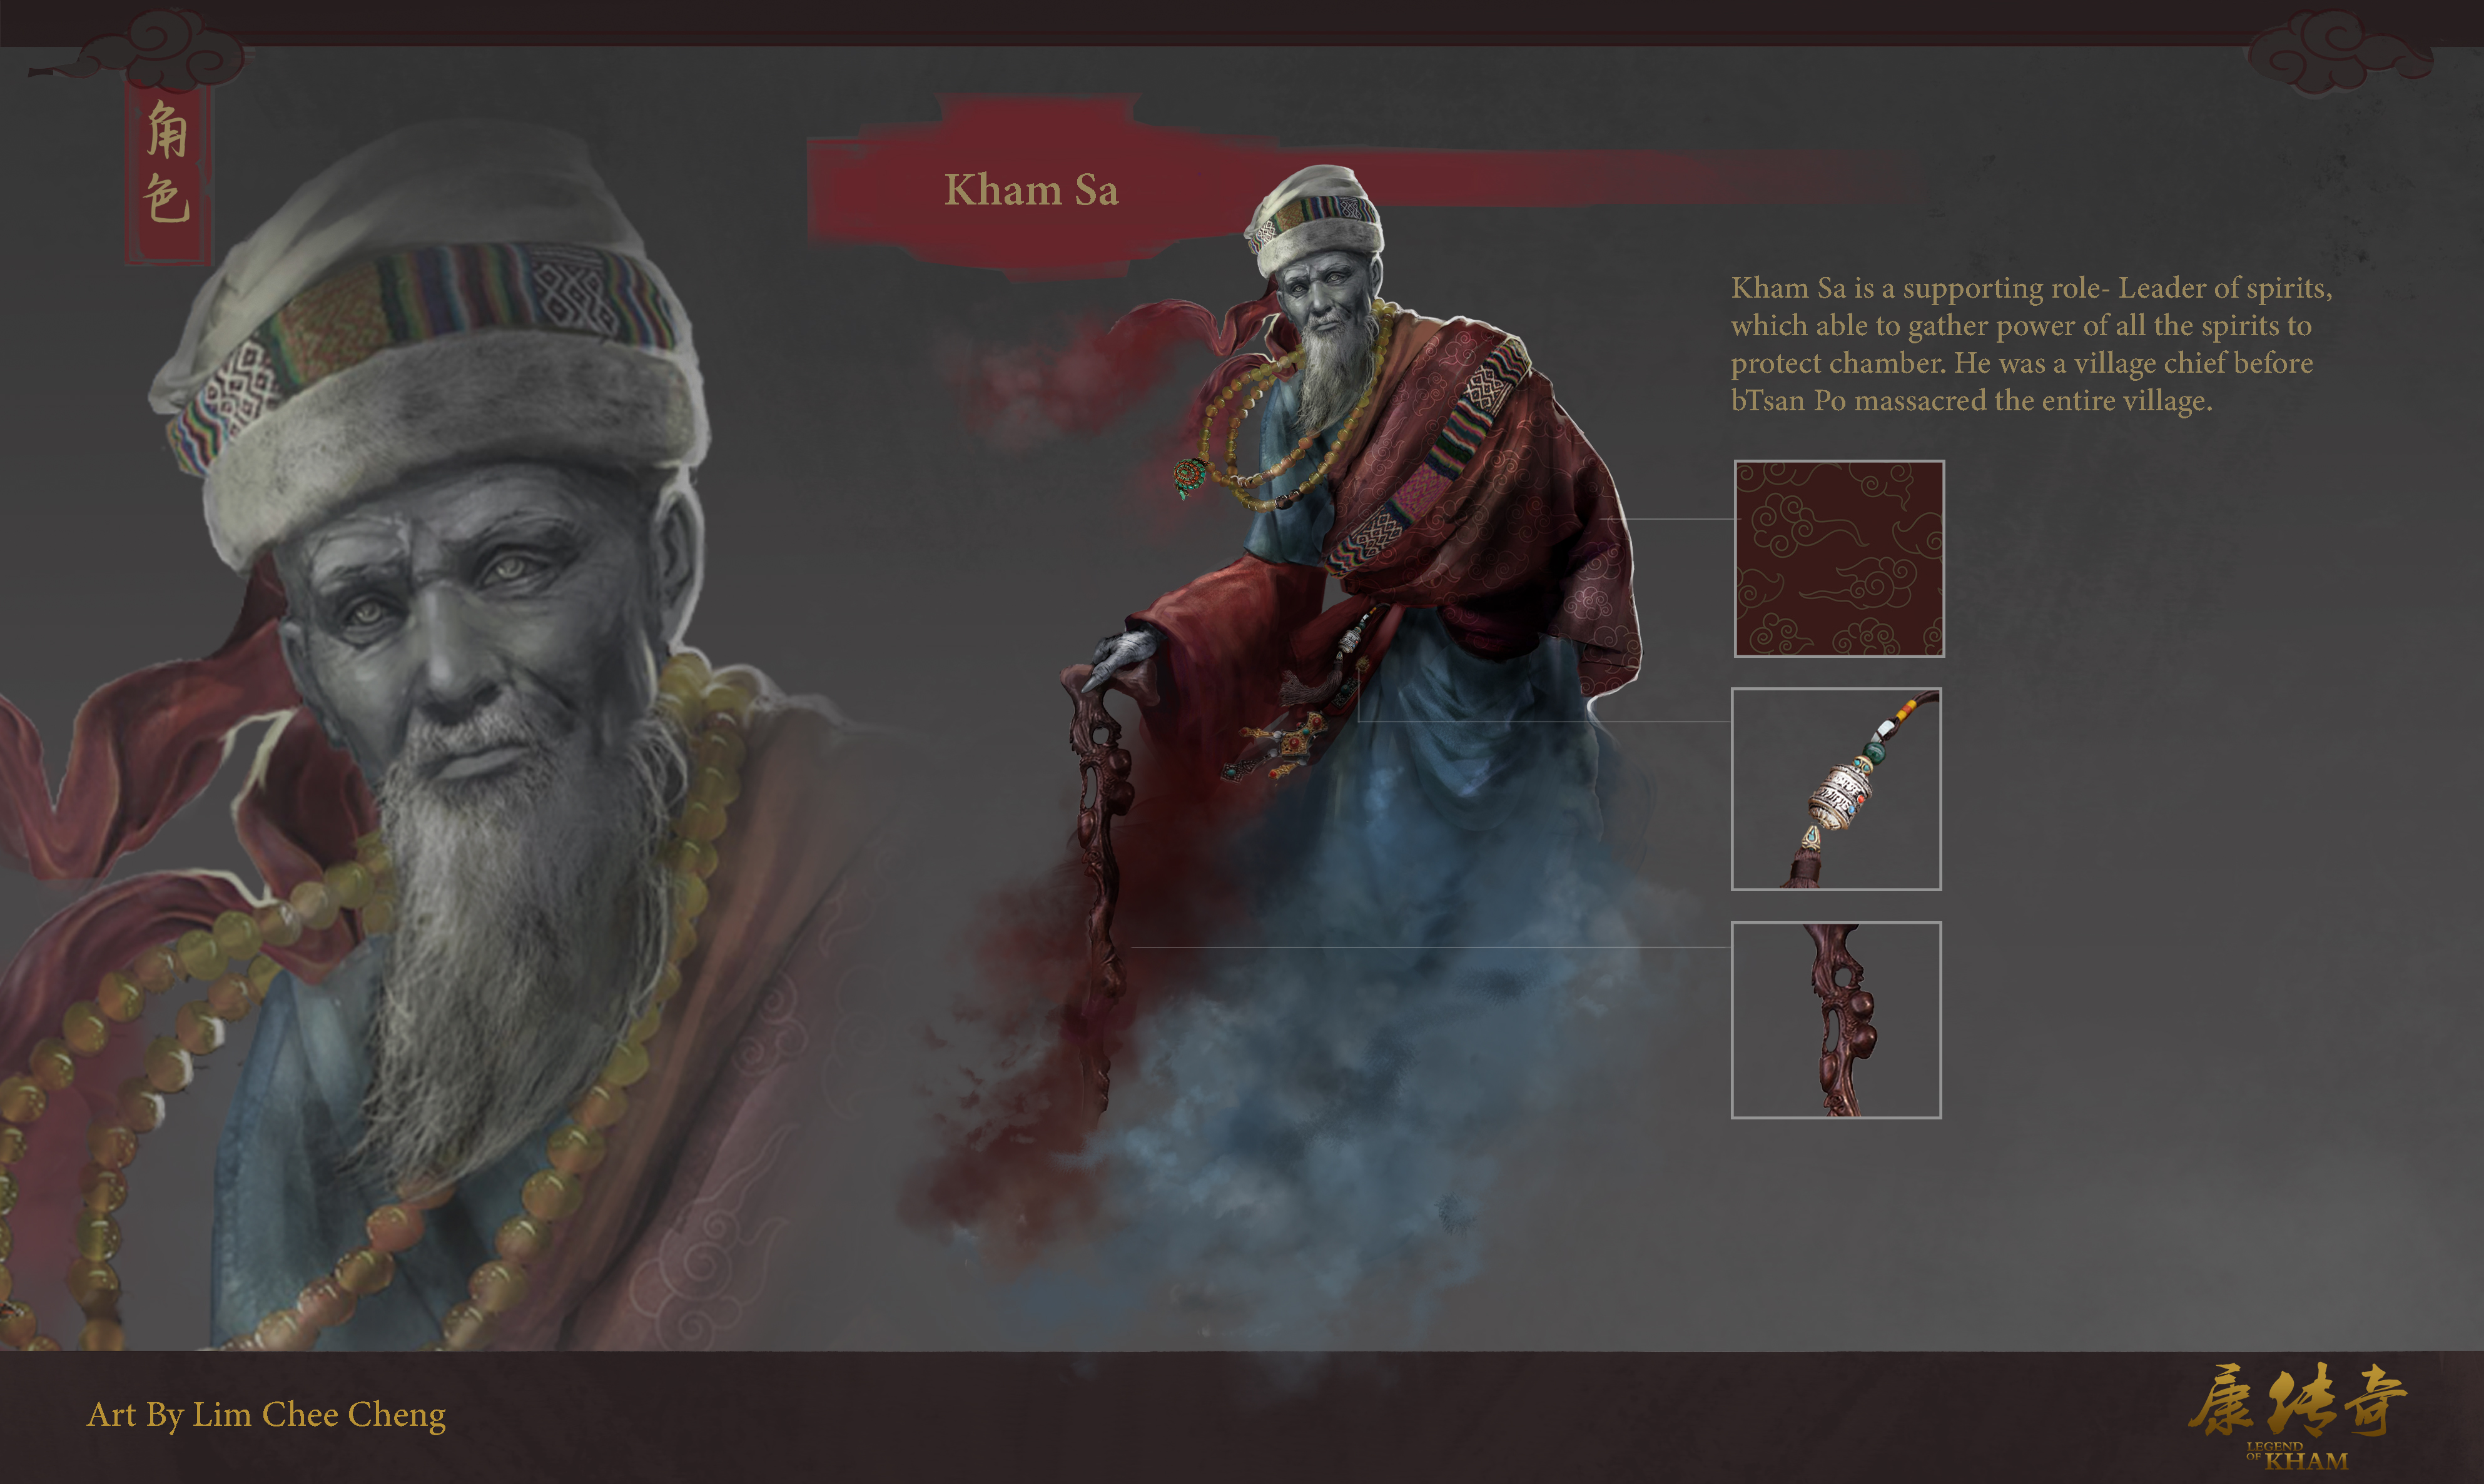 角色
Kham Sa
Kham Sa is a supporting role- Leader of spirits,
which able to gather power of all the spirits to
protect chamber. He was a village chief before
bTsan Po massacred the entire village.
Art By Lim Chee Cheng
康传奇
LEGEND
OF KHAM